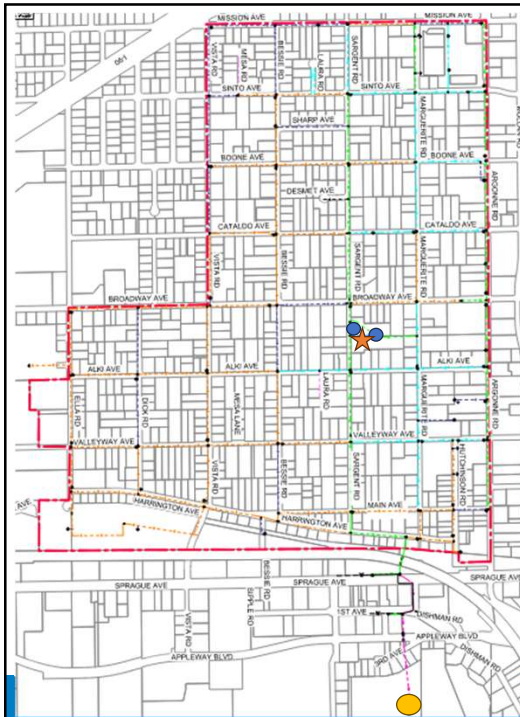 MISSION AVE
MISSION AVE
VISTA RD
MESA RD
BESSIE RD
LAURA RD
SARGENT RD
SINTO AVE
SINTO AVE
MARGUERITE RD
SHARP AVE
BOONE AVE
BOONE AVE
ARGONNE RD
DESMET AVE
CATALDO AVE
CATALDO AVE
VISTA RD
BESSIE RD
SARGENT RD
MARGUERITE RD
BROADWAY AVE
BROADWAY AVE
ALKI AVE
ALKI AVE
ALKI AVE
ELLA RD
DICK RD
MESA LANE
LAURA RD
MARGUERITE RD
ARGONNE RD
VALLEYWAY AVE
VALLEYWAY AVE
VISTA RD
BESSIE RD
SARGENT RD
HUTCHINSON RD
MAIN AVE
AVE
HARRINGTON AVE
HARRINGTON AVE
SPRAGUE AVE
BESSIE RD
SPRAGUE AVE
SPRAGUE AVE
VISTA RD
APPLE RD
1ST AVE
DISHMAN RD
APPLEWAY BLVD
APPLEWAY BLVD
3RD AVE
DISHMAN RD